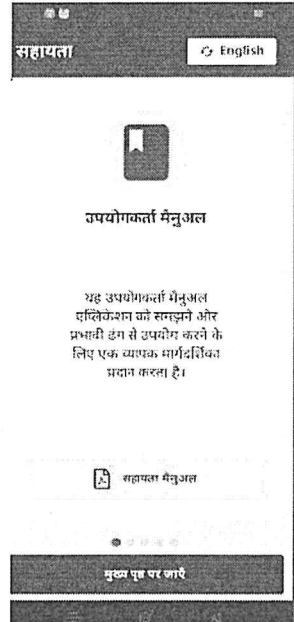 सहायता
English
उपयोगकर्ता मैनुअल
यह उपयोगकर्ता मैनुअल
एप्लिकेशन को समझने और
प्रभावी ढंग से उपयोग करने के
लिए एक व्यापक मार्गदर्शिका
प्रदान करता है।
सहायता मैनुअल
मुख्य पृष्ठ पर जाएँ